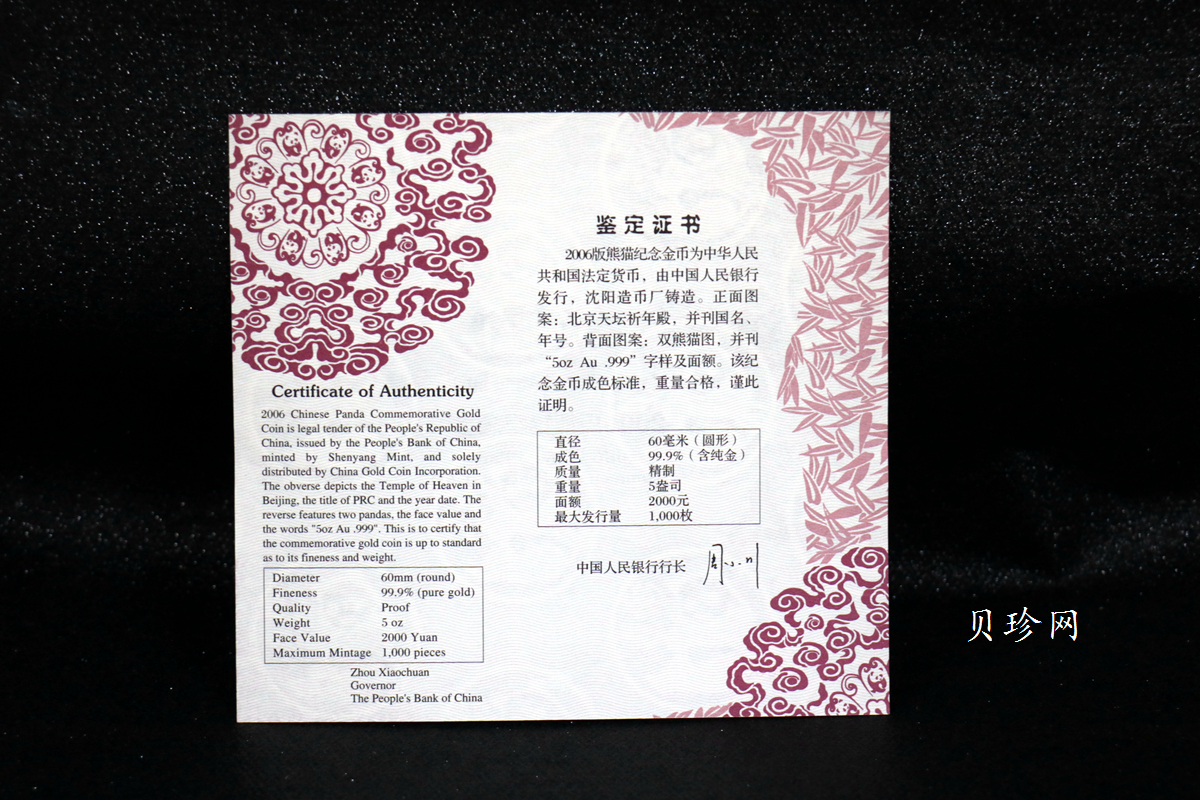 Certificate of Authenticity
2006 Chinese Panda Commemorative Gold
Coin is legal tender of the People's Republic of
China, issued by the People's Bank of China,
minted by Shenyang Mint, and solely
distributed by China Gold Coin Incorporation.
The obverse depicts the Temple of Heaven in
Beijing, the title of PRC and the year date. The
reverse features two pandas, the face value and
the words "5oz Au .999". This is to certify that
the commemorative gold coin is up to standard
as to its fineness and weight.
Diameter 60mm (round)
Fineness 99.9% (pure gold)
Quality Proof
Weight 5 oz
Face Value 2000 Yuan
Maximum Mintage 1,000 pieces
Zhou Xiaochuan
Governor
The People's Bank of China
鉴定证书
2006版熊猫纪念金币为中华人民
共和国法定货币，由中国人民银行
发行，沈阳造币厂铸造。正面图
案：北京天坛祈年殿，并刊国名、
年号。背面图案：双熊猫图，并刊
“5oz Au .999”字样及面额。该纪
念金币成色标准，重量合格，谨此
证明。
直径 60毫米（圆形）
成色 99.9%（含纯金）
质量 精制
重量 5盎司
面额 2000元
最大发行量 1,000枚
中国人民银行行长 周小川
贝珍网